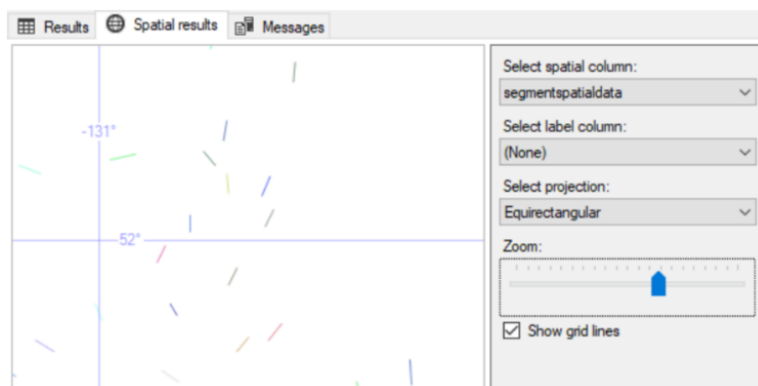 Results Spatial results Messages
Select spatial column:
segmentspatialdata
-131°
Select label column:
(None)
Select projection:
Equirectangular
52°
Zoom:
Show grid lines